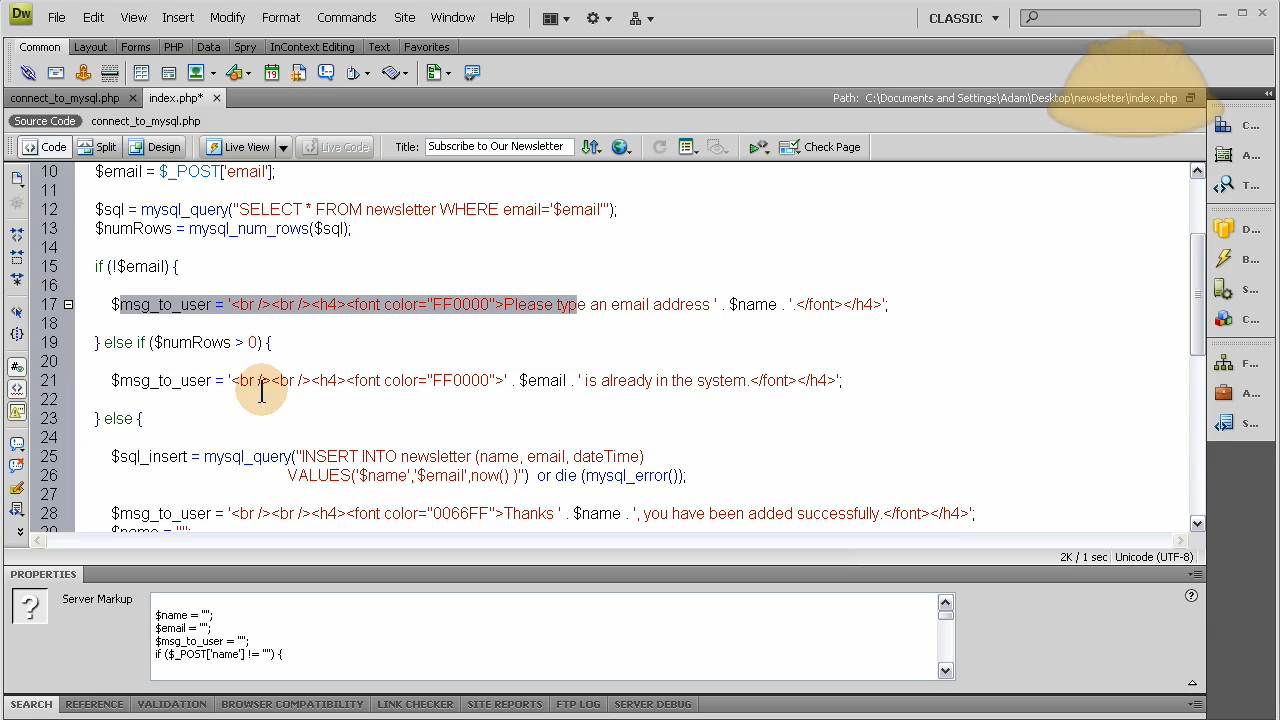 Dw File Edit View Insert Modify Format Commands Site Window Help CLASSIC
Common Layout Forms PHP Data Spry InContext Editing Text Favorites
connect_to_mysql.php index.php* Path: C:\Documents and Settings\Adam\Desktop\newsletter\index.php
Source Code connect_to_mysql.php
Code Split Design Live View Live Code Title: Subscribe to Our Newsletter Check Page
10 $email = $_POST['email'];
11
12 $sql = mysql_query("SELECT * FROM newsletter WHERE email='$email'");
13 $numRows = mysql_num_rows($sql);
14
15 if (!$email) {
16
17 $msg_to_user = '<br /><br /><h4><font color="FF0000">Please type an email address ' . $name . '.</font></h4>';
18
19 } else if ($numRows > 0) {
20
21 $msg_to_user = '<br /><br /><h4><font color="FF0000">' . $email . ' is already in the system.</font></h4>';
22
23 } else {
24
25 $sql_insert = mysql_query("INSERT INTO newsletter (name, email, dateTime)
26 VALUES('$name','$email',now() )") or die (mysql_error());
27
28 $msg_to_user = '<br /><br /><h4><font color="0066FF">Thanks ' . $name . ', you have been added successfully.</font></h4>';
29 $name = "";
2K / 1 sec Unicode (UTF-8)
PROPERTIES
Server Markup
$name = "";
$email = "";
$msg_to_user = "";
if ($_POST['name'] != "") {
C...
A...
T...
D...
B...
S...
C...
F...
A...
S...
SEARCH REFERENCE VALIDATION BROWSER COMPATIBILITY LINK CHECKER SITE REPORTS FTP LOG SERVER DEBUG